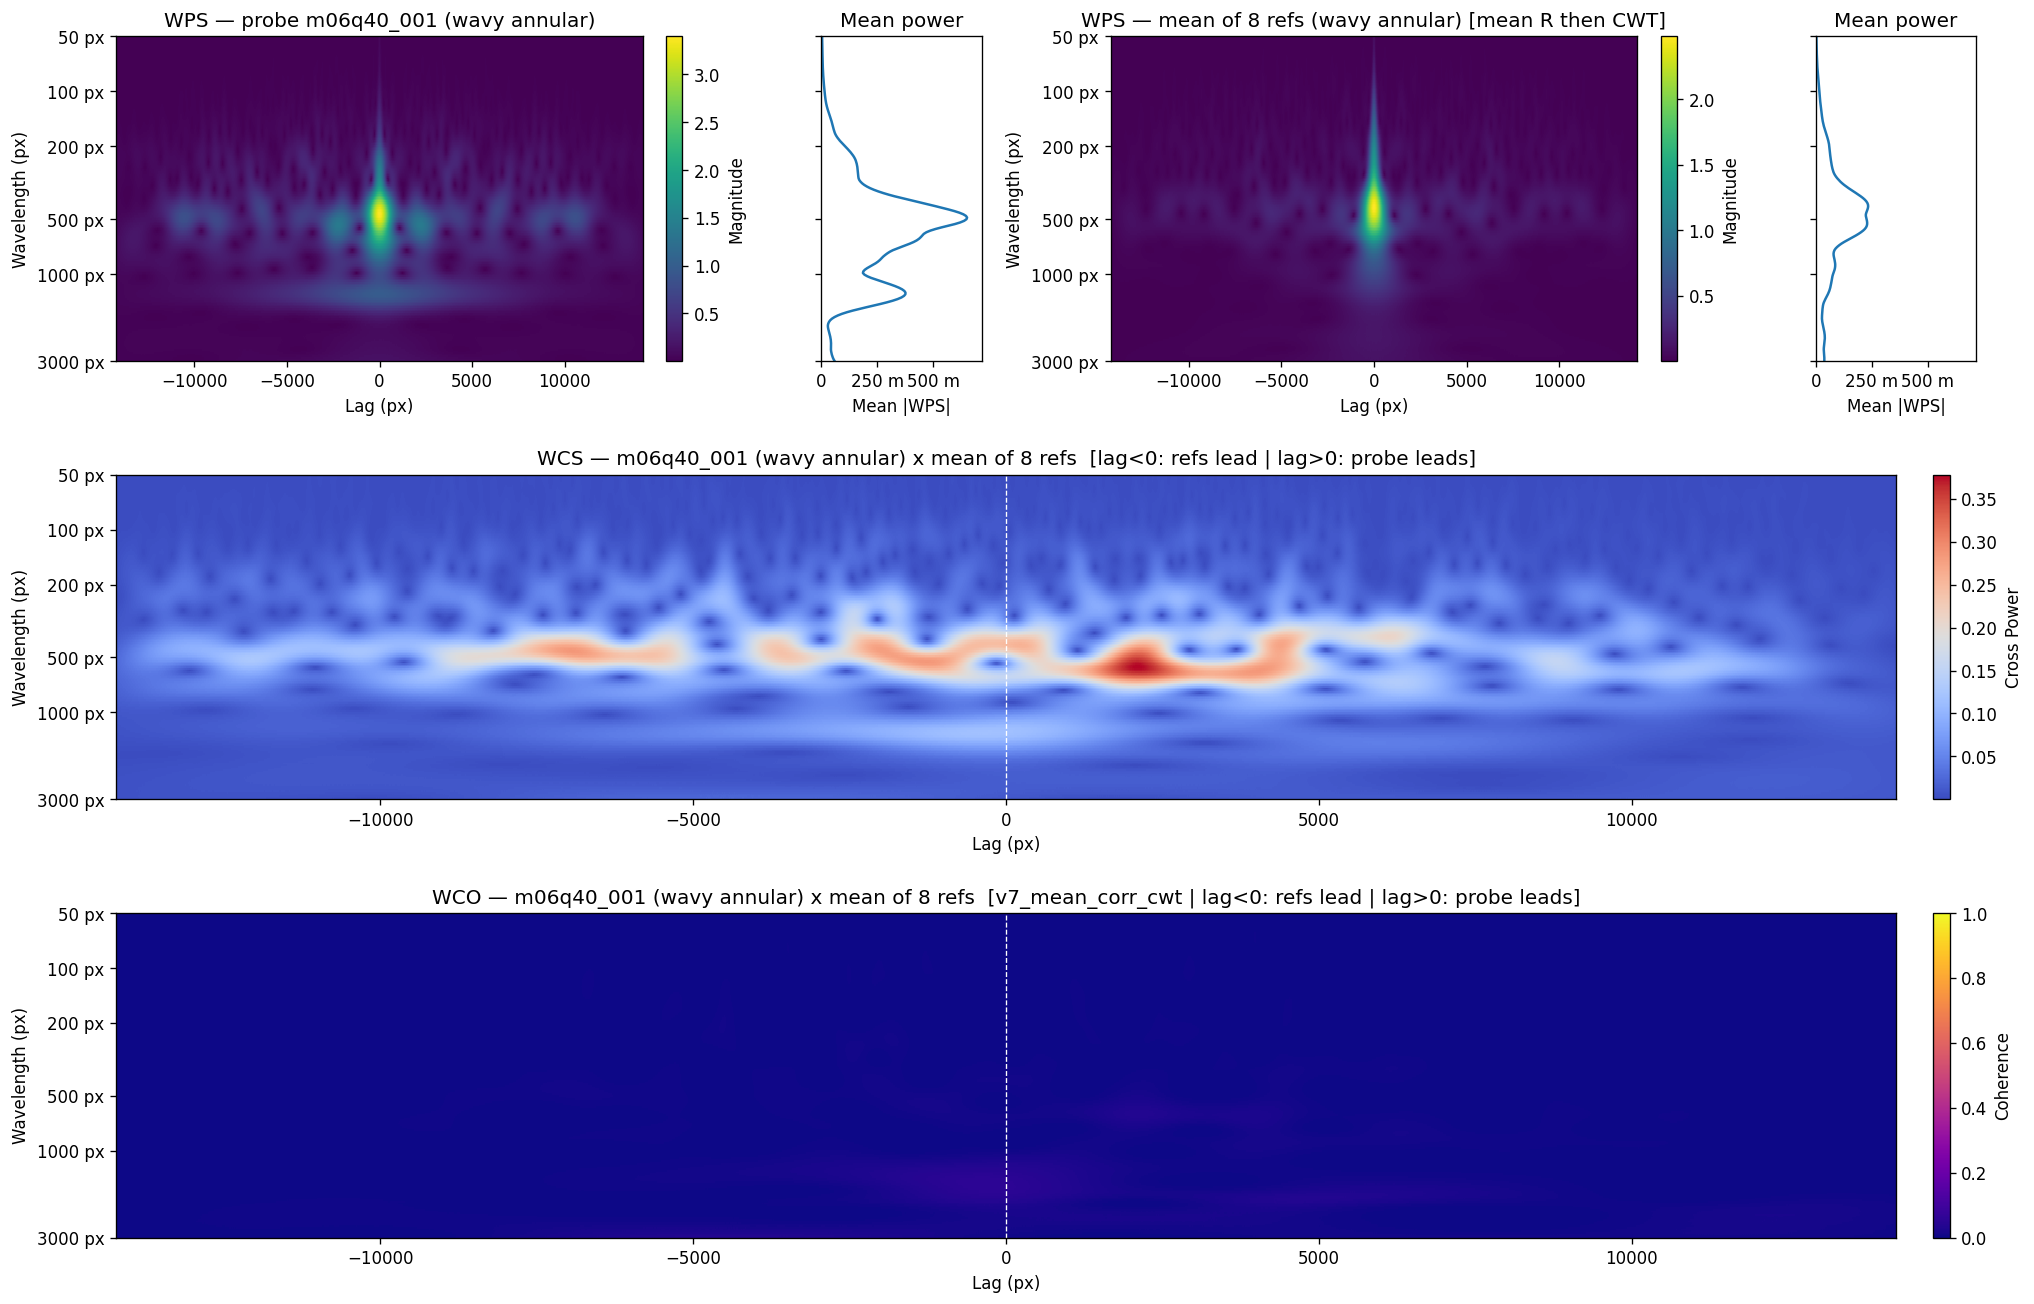 WPS — probe m06q40_001 (wavy annular)
50 px
100 px
200 px
500 px
1000 px
3000 px
Wavelength (px)
−10000 −5000 0 5000 10000
Lag (px)
3.0
2.5
2.0
1.5
1.0
0.5
Magnitude
Mean power
0 250 m 500 m
Mean |WPS|
WPS — mean of 8 refs (wavy annular) [mean R then CWT]
50 px
100 px
200 px
500 px
1000 px
3000 px
Wavelength (px)
−10000 −5000 0 5000 10000
Lag (px)
2.0
1.5
1.0
0.5
Magnitude
Mean power
0 250 m 500 m
Mean |WPS|
WCS — m06q40_001 (wavy annular) x mean of 8 refs [lag<0: refs lead | lag>0: probe leads]
50 px
100 px
200 px
500 px
1000 px
3000 px
Wavelength (px)
−10000 −5000 0 5000 10000
Lag (px)
0.35
0.30
0.25
0.20
0.15
0.10
0.05
Cross Power
WCO — m06q40_001 (wavy annular) x mean of 8 refs [v7_mean_corr_cwt | lag<0: refs lead | lag>0: probe leads]
50 px
100 px
200 px
500 px
1000 px
3000 px
Wavelength (px)
−10000 −5000 0 5000 10000
Lag (px)
1.0
0.8
0.6
0.4
0.2
0.0
Coherence